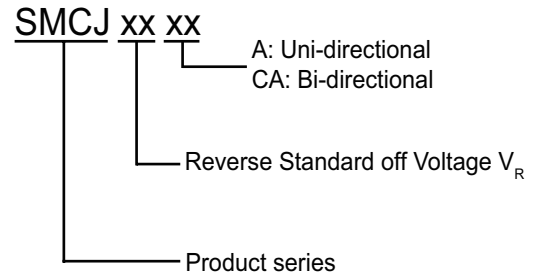 SMCJ xx xx
A: Uni-directional
CA: Bi-directional
Reverse Standard off Voltage VR
Product series